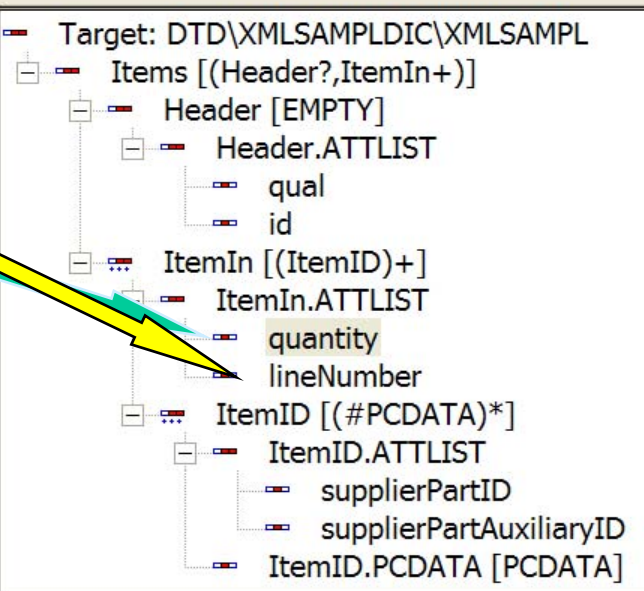 Target: DTD\XMLSAMPLDIC\XMLSAMPL
Items [(Header?,ItemIn+)]
Header [EMPTY]
Header.ATTLIST
qual
id
ItemIn [(ItemID)+]
ItemIn.ATTLIST
quantity
lineNumber
ItemID [(#PCDATA)*]
ItemID.ATTLIST
supplierPartID
supplierPartAuxiliaryID
ItemID.PCDATA [PCDATA]